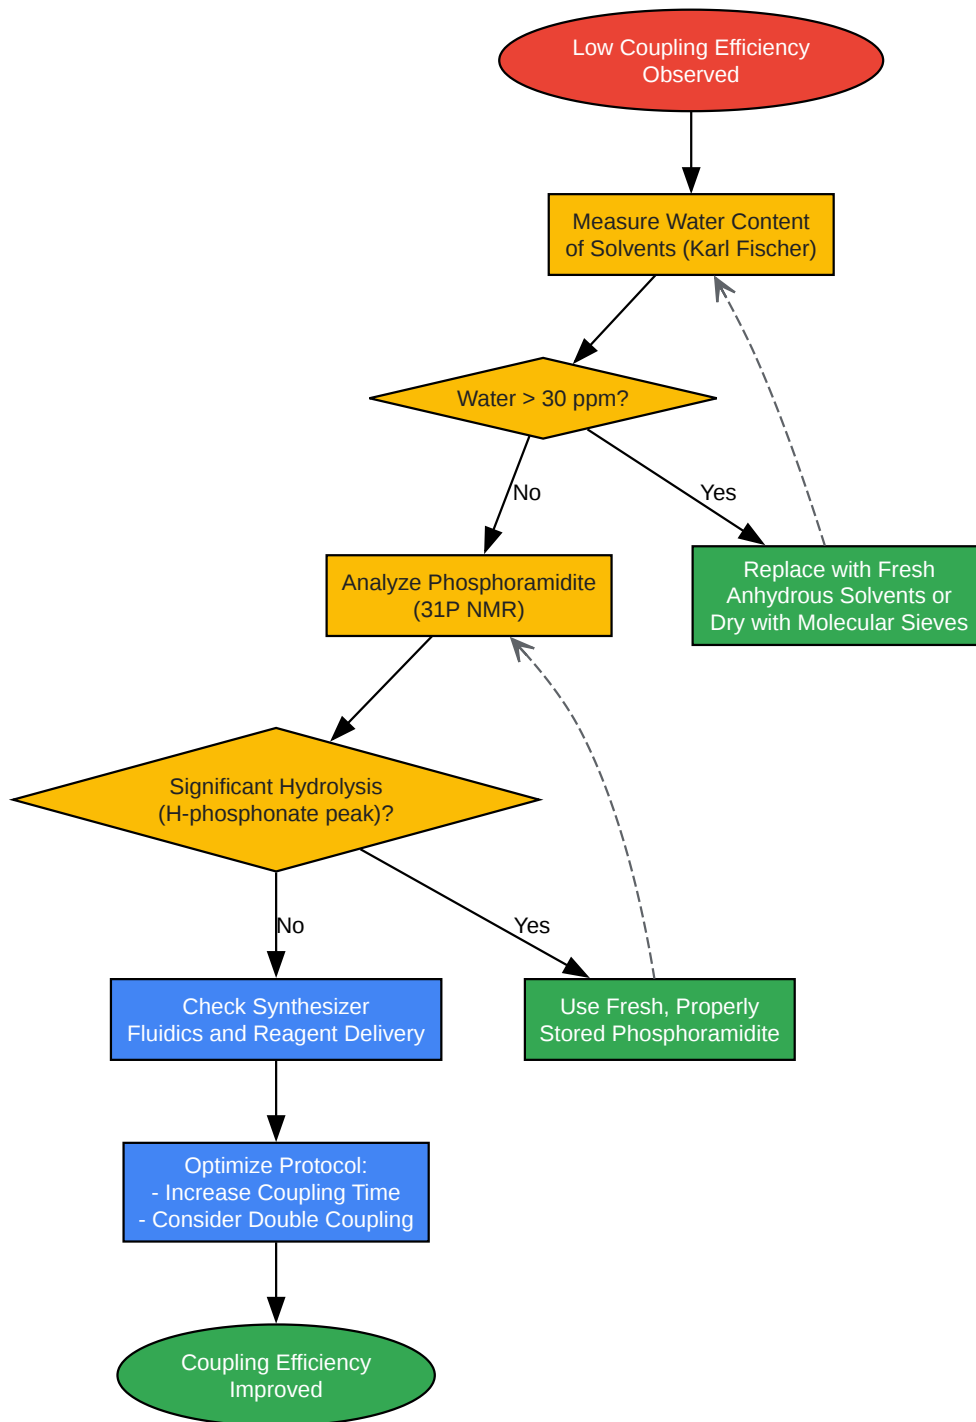 Low Coupling Efficiency
Observed
Measure Water Content
of Solvents (Karl Fischer)
Water > 30 ppm?
No
Yes
Analyze Phosphoramidite
(31P NMR)
Replace with Fresh
Anhydrous Solvents or
Dry with Molecular Sieves
Significant Hydrolysis
(H-phosphonate peak)?
No
Yes
Check Synthesizer
Fluidics and Reagent Delivery
Use Fresh, Properly
Stored Phosphoramidite
Optimize Protocol:
- Increase Coupling Time
- Consider Double Coupling
Coupling Efficiency
Improved